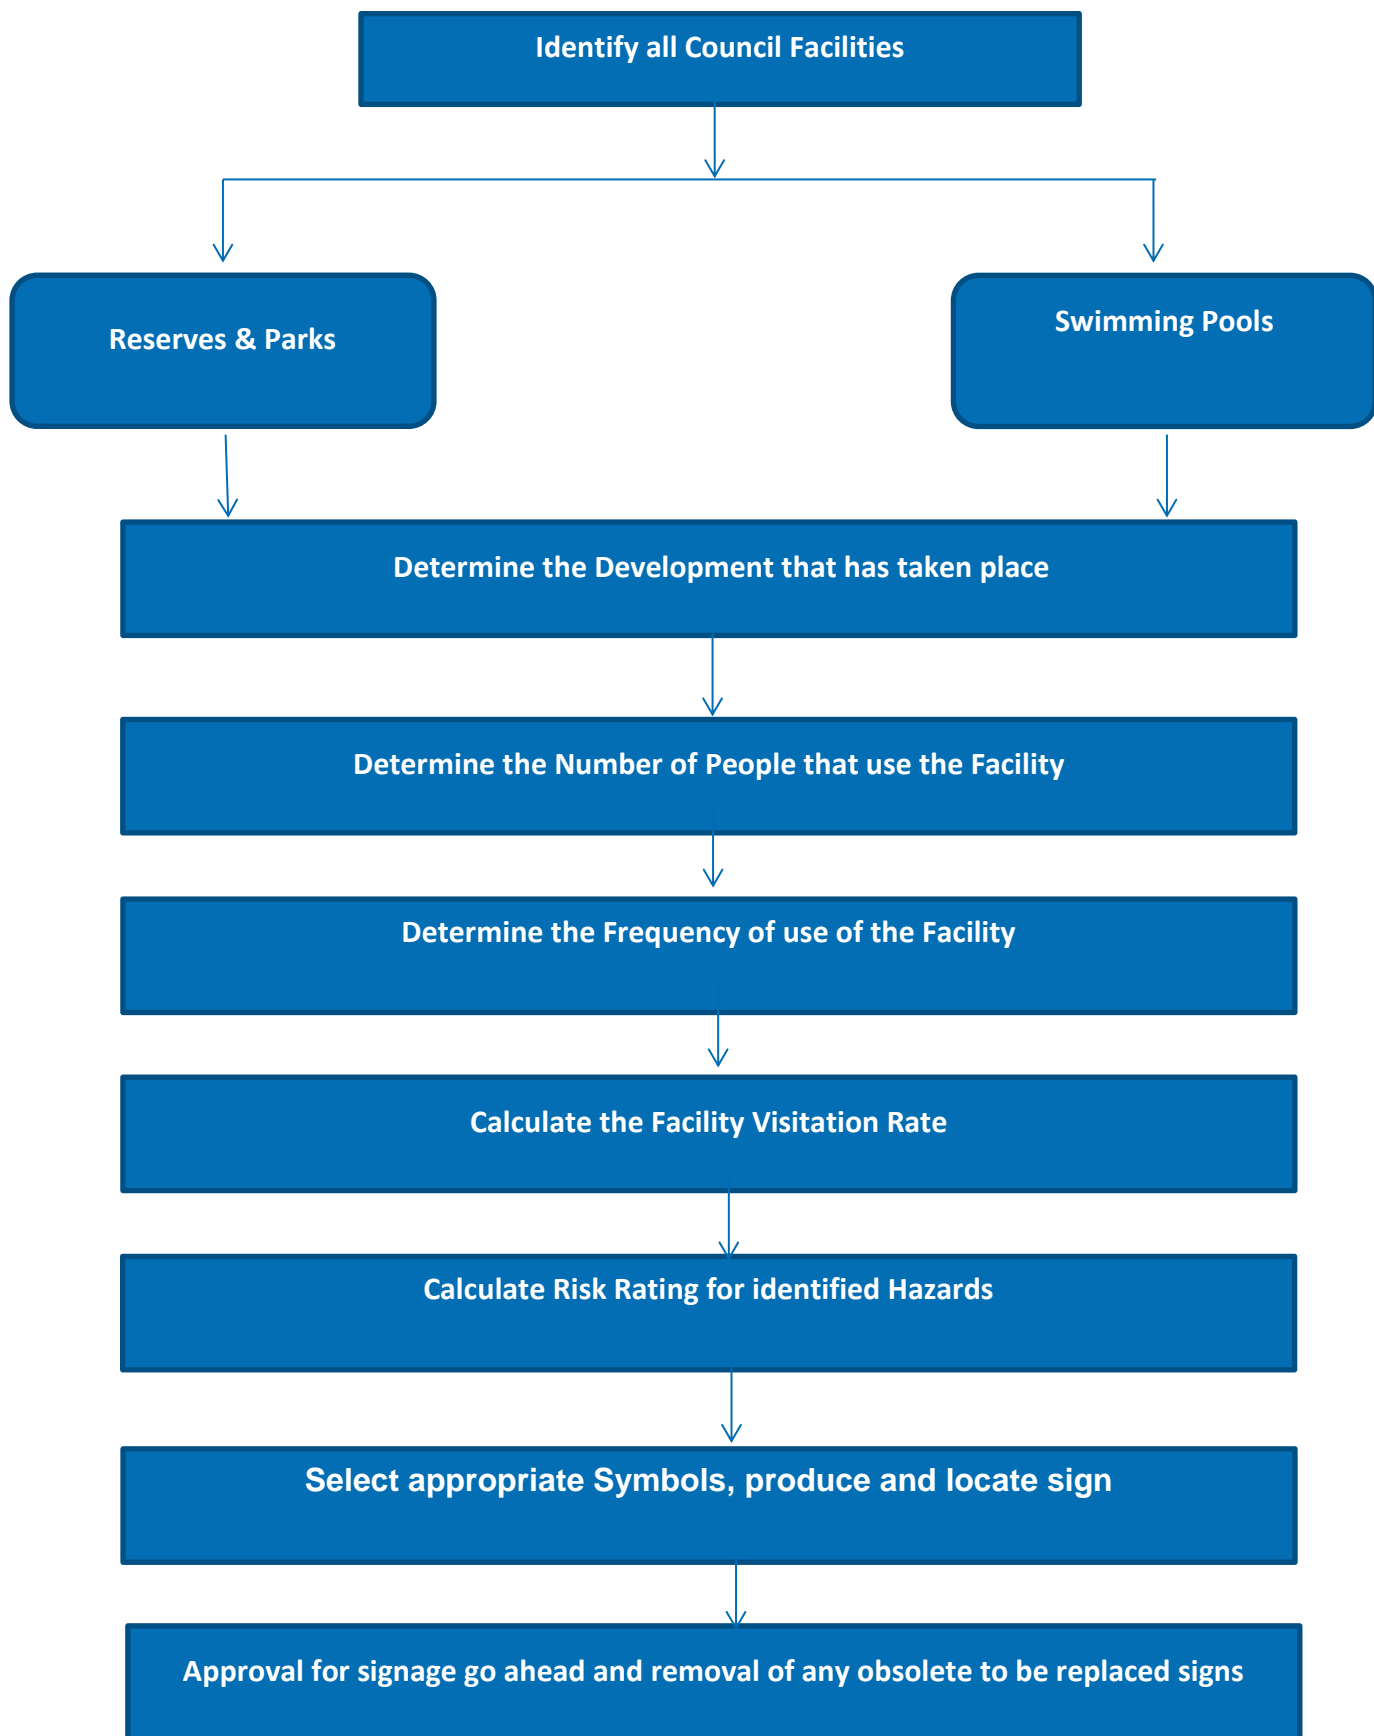 Identify all Council Facilities
Reserves & Parks
Swimming Pools
Determine the Development that has taken place
Determine the Number of People that use the Facility
Determine the Frequency of use of the Facility
Calculate the Facility Visitation Rate
Calculate Risk Rating for identified Hazards
Select appropriate Symbols, produce and locate sign
Approval for signage go ahead and removal of any obsolete to be replaced signs